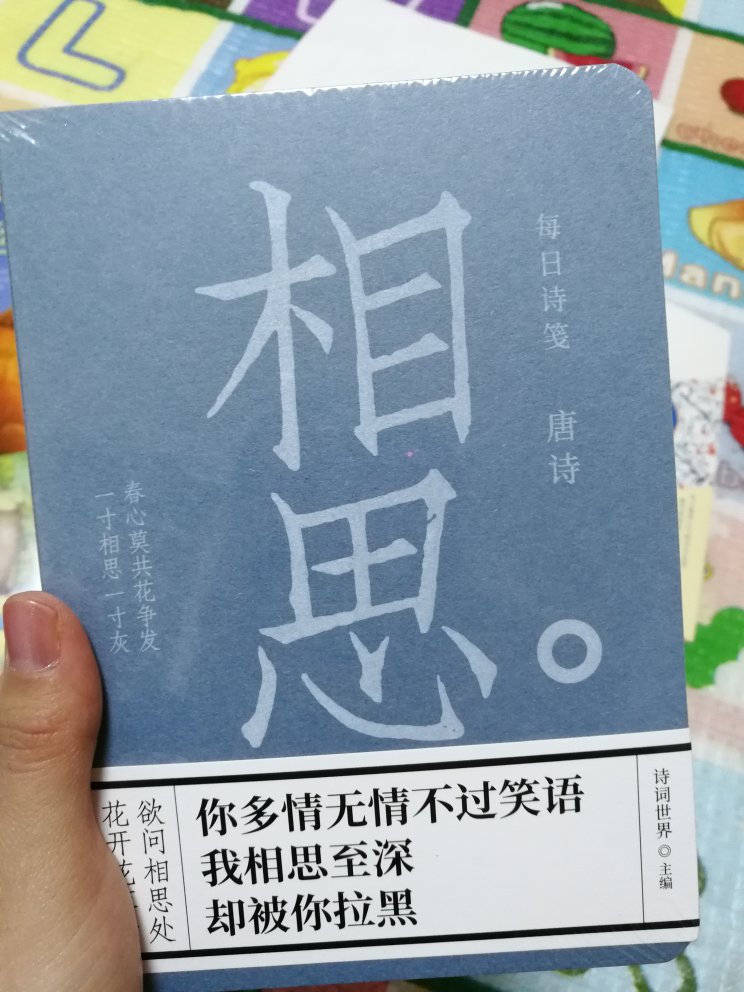 相思。
每日诗笺 唐诗
春心莫共花争发
一寸相思一寸灰
你多情无情不过笑语
我相思至深
却被你拉黑
欲问相思处
花开花
诗词世界◎主编
L